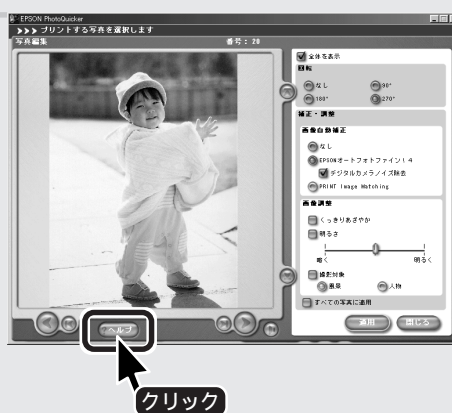 EPSON PhotoQuicker
>>> プリントする写真を選択します
写真編集 番号: 20
全体を表示
回転
なし 90°
180° 270°
補正・調整
画像自動補正
なし
EPSONオートフォトファイン!4
デジタルカメラノイズ除去
PRINT Image Matching
画像調整
くっきりあざやか
明るさ
暗く 明るく
撮影対象
風景 人物
すべての写真に適用
適用 閉じる
ヘルプ
クリック